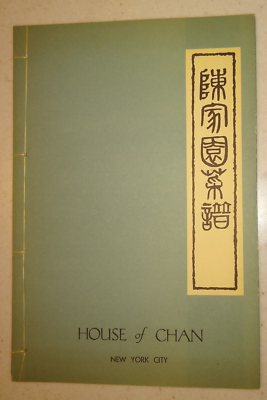 陳家園菜譜
HOUSE of CHAN
NEW YORK CITY